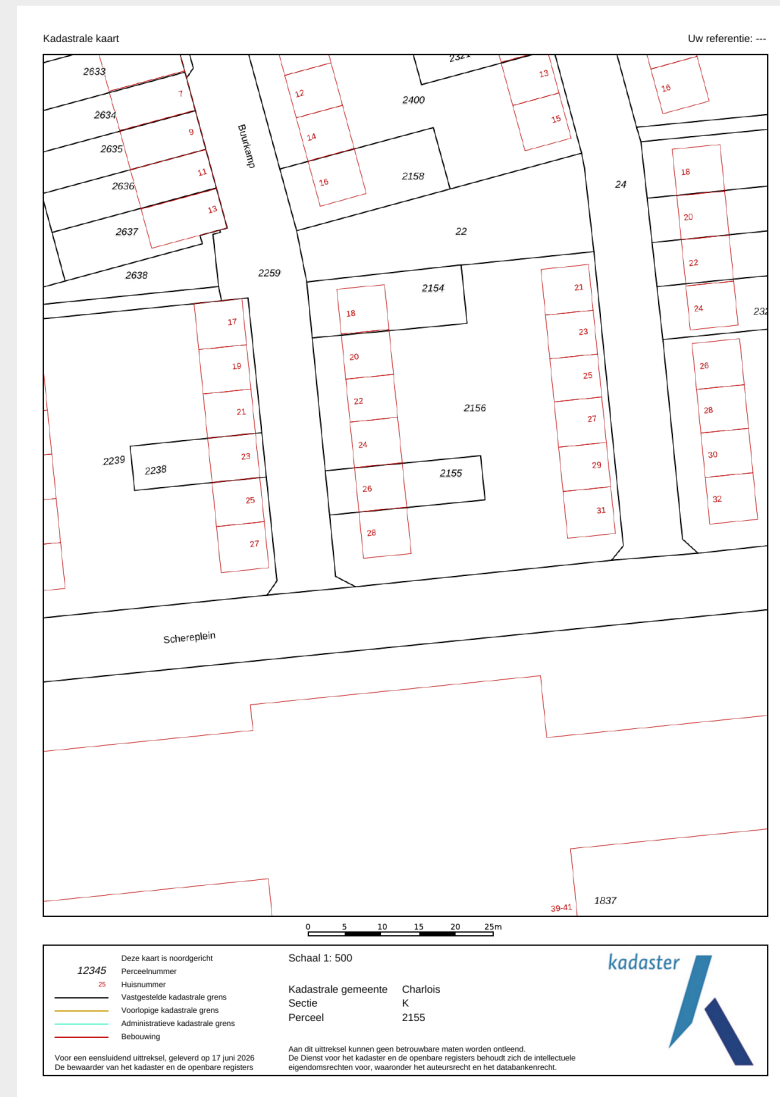 Kadastrale kaart
Uw referentie: ---
2633
7
2634
9
2635
11
2636
13
2637
2638
Buurkamp
12
14
16
2400
2158
13
15
16
24
22
2259
18
20
22
24
2154
18
20
22
24
26
28
2156
2155
21
23
25
27
29
31
26
28
30
32
17
19
21
23
25
27
2239
2238
Schereplein
39-41
1837
0 5 10 15 20 25m
12345
25
Deze kaart is noordgericht
Perceelnummer
Huisnummer
Vastgestelde kadastrale grens
Voorlopige kadastrale grens
Administratieve kadastrale grens
Bebouwing
Voor een eensluidend uittreksel, geleverd op 17 juni 2026
De bewaarder van het kadaster en de openbare registers
Schaal 1: 500
Kadastrale gemeente Charlois
Sectie K
Perceel 2155
Aan dit uittreksel kunnen geen betrouwbare maten worden ontleend.
De Dienst voor het kadaster en de openbare registers behoudt zich de intellectuele
eigendomsrechten voor, waaronder het auteursrecht en het databankenrecht.
kadaster